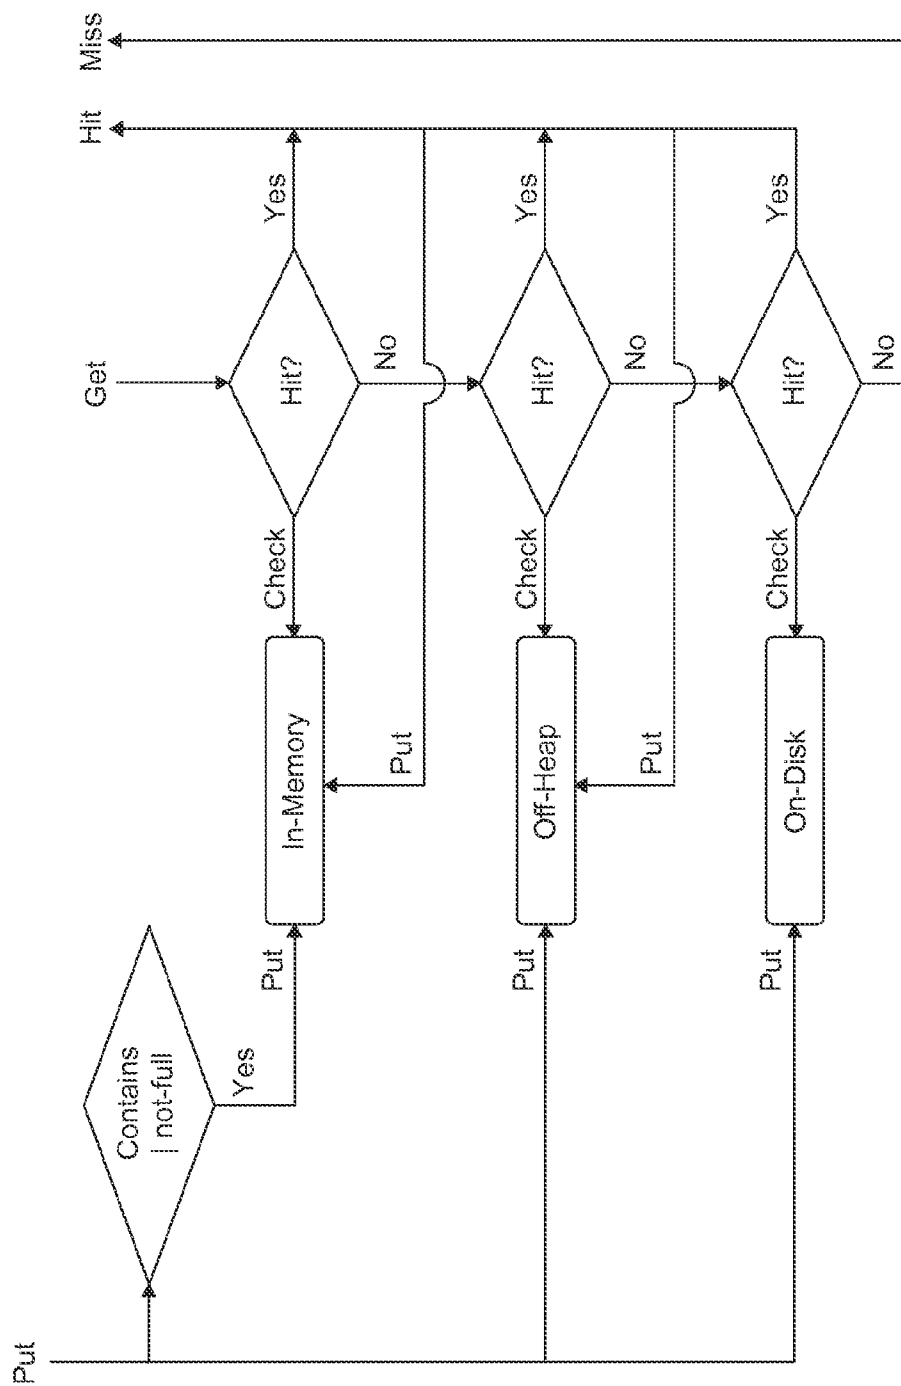 Put
Contains
| not-full
Yes
Put
Put
Put
In-Memory
Off-Heap
On-Disk
Put
Put
Check
Check
Check
Get
Hit?
No
Hit?
No
Hit?
No
Yes
Yes
Yes
Hit
Miss